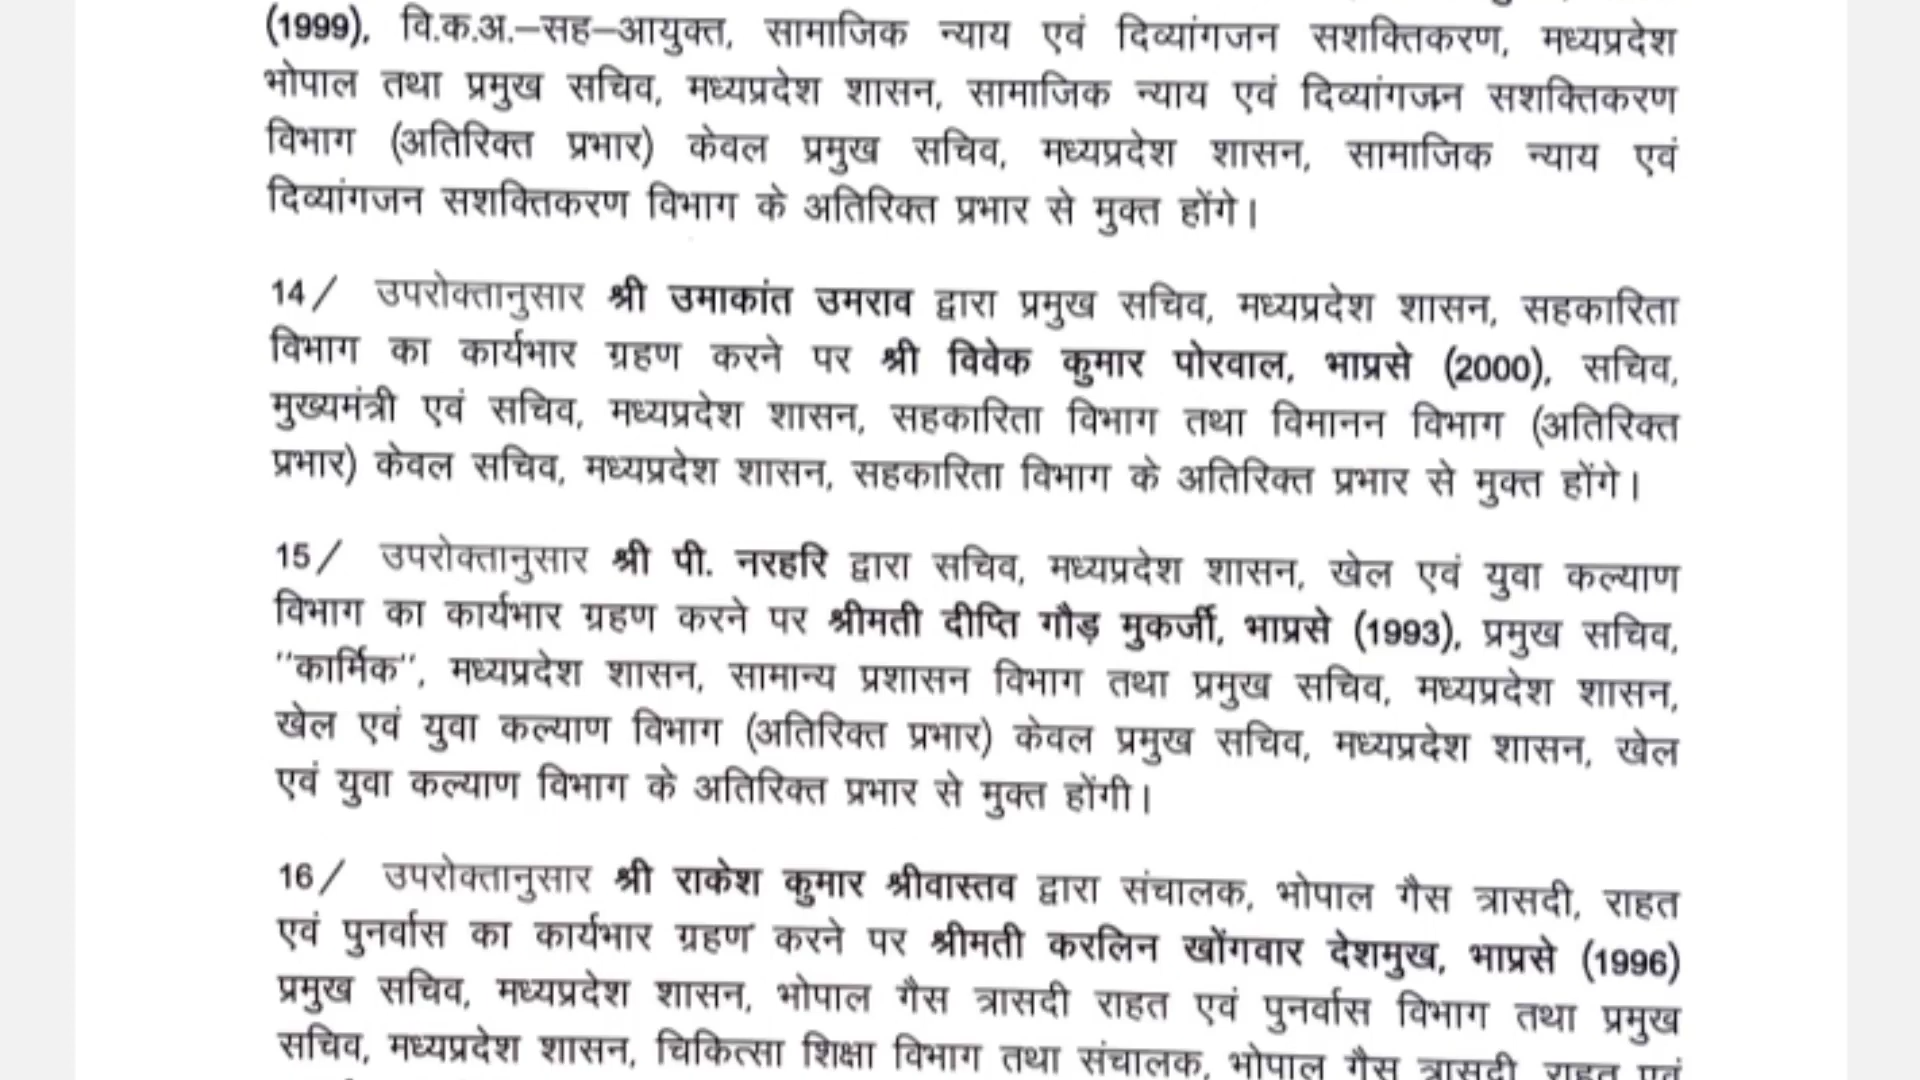 (1999), वि.क.अ.–सह–आयुक्त, सामाजिक न्याय एवं दिव्यांगजन सशक्तिकरण, मध्यप्रदेश
भोपाल तथा प्रमुख सचिव, मध्यप्रदेश शासन, सामाजिक न्याय एवं दिव्यांगजन सशक्तिकरण
विभाग (अतिरिक्त प्रभार) केवल प्रमुख सचिव, मध्यप्रदेश शासन, सामाजिक न्याय एवं
दिव्यांगजन सशक्तिकरण विभाग के अतिरिक्त प्रभार से मुक्त होंगे।
14/ उपरोक्तानुसार श्री उमाकांत उमराव द्वारा प्रमुख सचिव, मध्यप्रदेश शासन, सहकारिता
विभाग का कार्यभार ग्रहण करने पर श्री विवेक कुमार पोरवाल, भाप्रसे (2000), सचिव,
मुख्यमंत्री एवं सचिव, मध्यप्रदेश शासन, सहकारिता विभाग तथा विमानन विभाग (अतिरिक्त
प्रभार) केवल सचिव, मध्यप्रदेश शासन, सहकारिता विभाग के अतिरिक्त प्रभार से मुक्त होंगे।
15/ उपरोक्तानुसार श्री पी. नरहरि द्वारा सचिव, मध्यप्रदेश शासन, खेल एवं युवा कल्याण
विभाग का कार्यभार ग्रहण करने पर श्रीमती दीप्ति गौड़ मुकर्जी, भाप्रसे (1993), प्रमुख सचिव,
''कार्मिक'', मध्यप्रदेश शासन, सामान्य प्रशासन विभाग तथा प्रमुख सचिव, मध्यप्रदेश शासन,
खेल एवं युवा कल्याण विभाग (अतिरिक्त प्रभार) केवल प्रमुख सचिव, मध्यप्रदेश शासन, खेल
एवं युवा कल्याण विभाग के अतिरिक्त प्रभार से मुक्त होंगी।
16/ उपरोक्तानुसार श्री राकेश कुमार श्रीवास्तव द्वारा संचालक, भोपाल गैस त्रासदी, राहत
एवं पुनर्वास का कार्यभार ग्रहण करने पर श्रीमती करलिन खोंगवार देशमुख, भाप्रसे (1996)
प्रमुख सचिव, मध्यप्रदेश शासन, भोपाल गैस त्रासदी राहत एवं पुनर्वास विभाग तथा प्रमुख
सचिव, मध्यप्रदेश शासन, चिकित्सा शिक्षा विभाग तथा संचालक, भोपाल गैस त्रासदी, राहत एवं